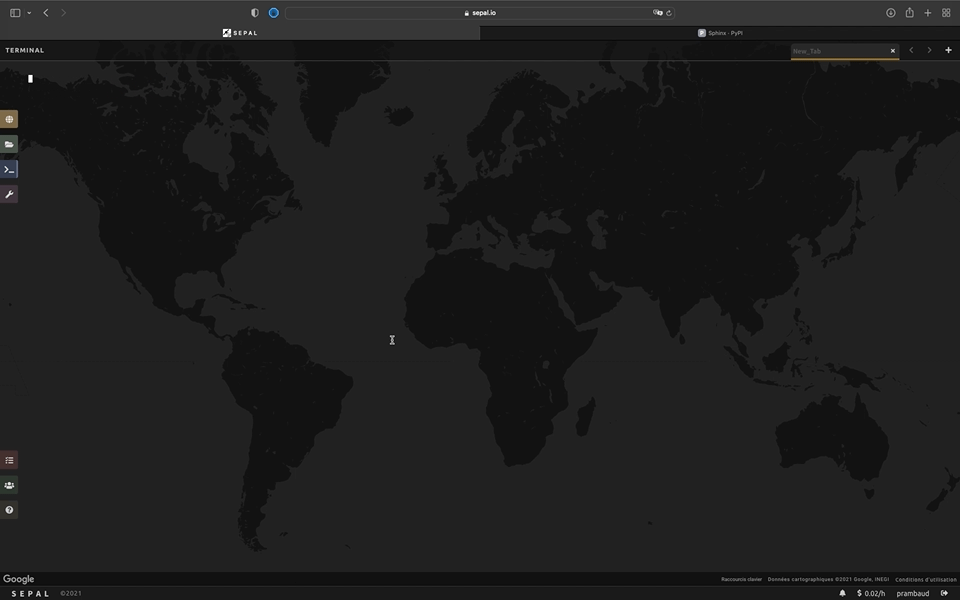 sepal.io
SEPAL
Sphinx · PyPI
TERMINAL
New_Tab
Google
Raccourcis clavier
Données cartographiques ©2021 Google, INEGI
Conditions d'utilisation
SEPAL ©2021
$ 0.02/h
prambaud